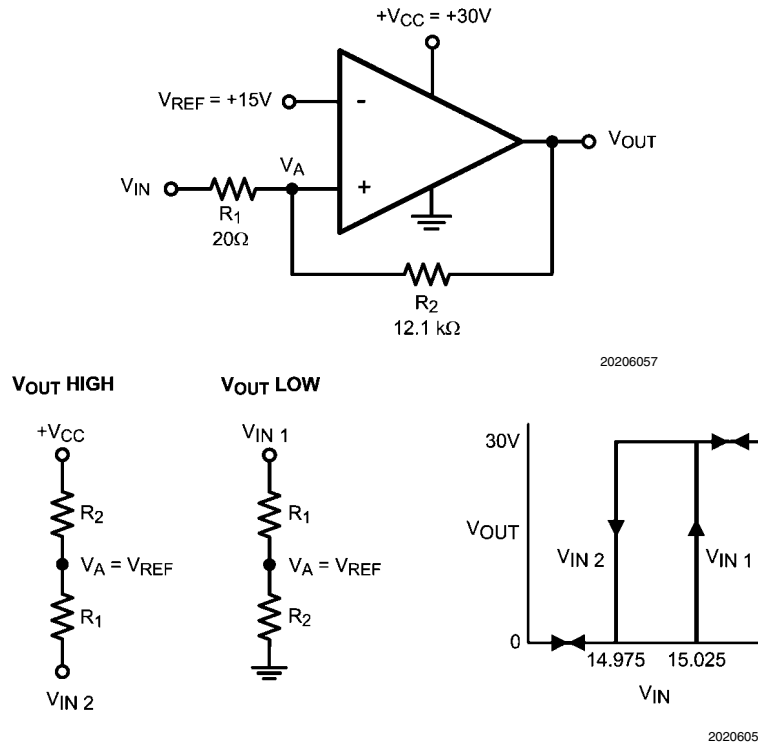 +VCC = +30V
VREF = +15V
-
VOUT
VA
VIN
+
R1
20Ω
R2
12.1 kΩ
20206057
VOUT HIGH
VOUT LOW
+VCC
VIN 1
30V
R2
R1
VOUT
VIN 2
VIN 1
VA = VREF
VA = VREF
R1
R2
0
14.975
15.025
VIN 2
VIN
2020605